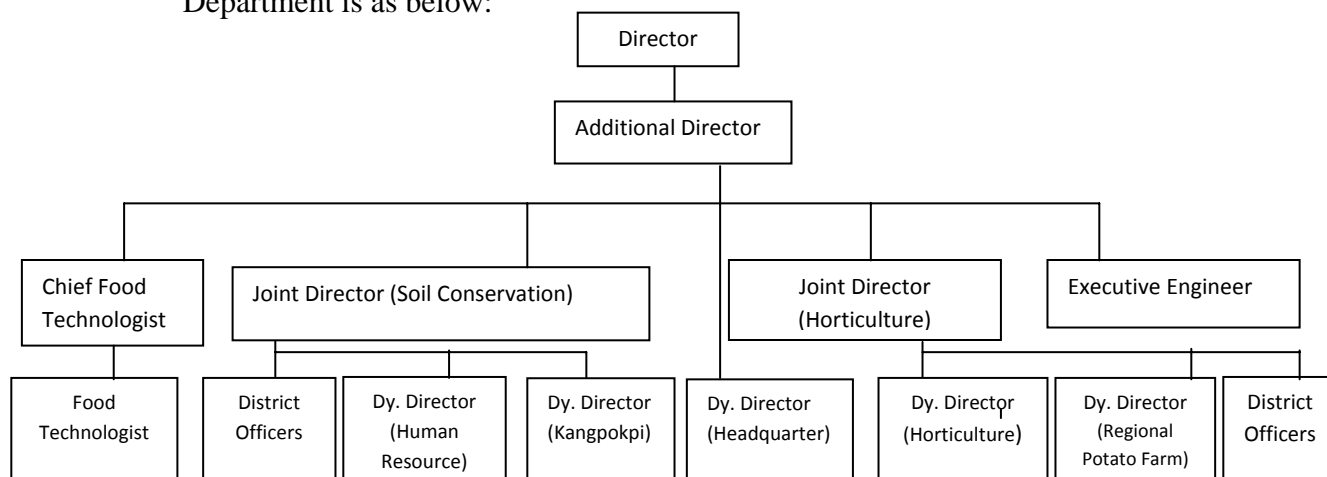 Department is as below:
Director
Additional Director
Chief Food
Technologist
Joint Director (Soil Conservation)
Joint Director
(Horticulture)
Executive Engineer
Food
Technologist
District
Officers
Dy. Director
(Human
Resource)
Dy. Director
(Kangpokpi)
Dy. Director
(Headquarter)
Dy. Director
(Horticulture)
Dy. Director
(Regional
Potato Farm)
District
Officers